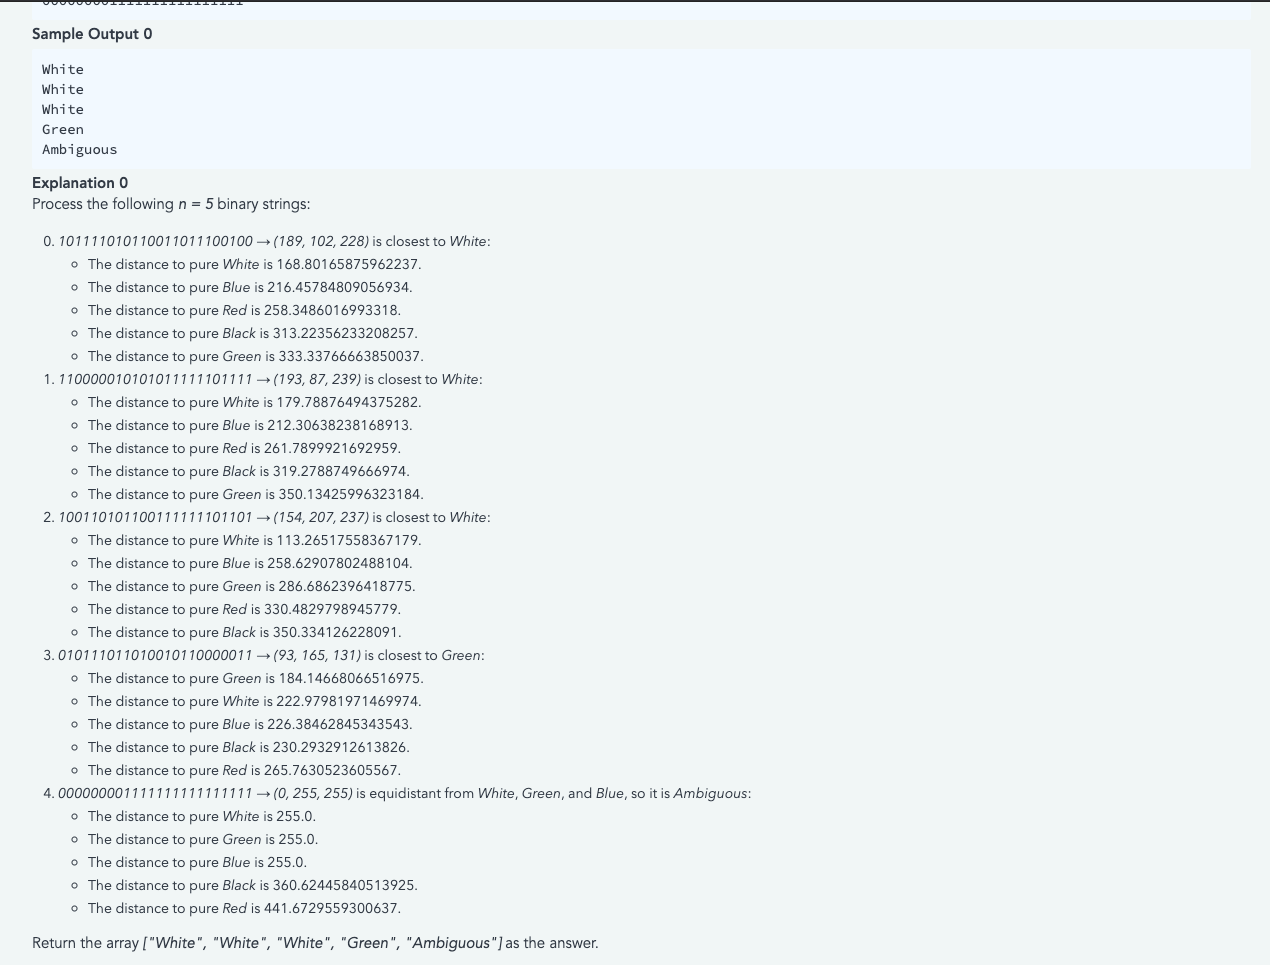 Sample Output 0
White
White
White
Green
Ambiguous
Explanation 0
Process the following n = 5 binary strings:
0. 101111010110011011100100 → (189, 102, 228) is closest to White:
The distance to pure White is 168.80165875962237.
The distance to pure Blue is 216.45784809056934.
The distance to pure Red is 258.3486016993318.
The distance to pure Black is 313.22356233208257.
The distance to pure Green is 333.33766663850037.
1. 110000010101011111101111 → (193, 87, 239) is closest to White:
The distance to pure White is 179.78876494375282.
The distance to pure Blue is 212.30638238168913.
The distance to pure Red is 261.7899921692959.
The distance to pure Black is 319.2788749666974.
The distance to pure Green is 350.13425996323184.
2. 100110101100111111101101 → (154, 207, 237) is closest to White:
The distance to pure White is 113.26517558367179.
The distance to pure Blue is 258.62907802488104.
The distance to pure Green is 286.6862396418775.
The distance to pure Red is 330.4829798945779.
The distance to pure Black is 350.334126228091.
3. 010111011010010110000011 → (93, 165, 131) is closest to Green:
The distance to pure Green is 184.14668066516975.
The distance to pure White is 222.97981971469974.
The distance to pure Blue is 226.38462845343543.
The distance to pure Black is 230.2932912613826.
The distance to pure Red is 265.7630523605567.
4. 000000001111111111111111 → (0, 255, 255) is equidistant from White, Green, and Blue, so it is Ambiguous:
The distance to pure White is 255.0.
The distance to pure Green is 255.0.
The distance to pure Blue is 255.0.
The distance to pure Black is 360.62445840513925.
The distance to pure Red is 441.6729559300637.
Return the array ["White", "White", "White", "Green", "Ambiguous"] as the answer.